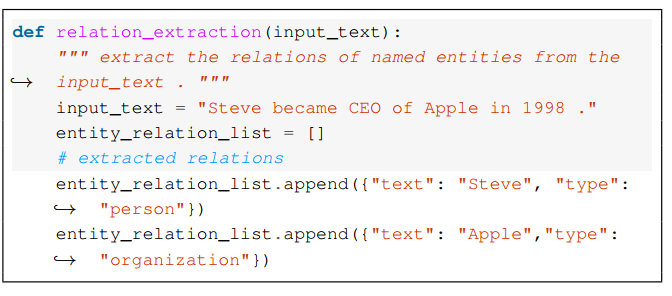 def relation_extraction(input_text):
    """ extract the relations of named entities from the
↪   input_text . """
    input_text = "Steve became CEO of Apple in 1998 ."
    entity_relation_list = []
    # extracted relations
    entity_relation_list.append({"text": "Steve", "type":
    ↪   "person"})
    entity_relation_list.append({"text": "Apple","type":
    ↪   "organization"})